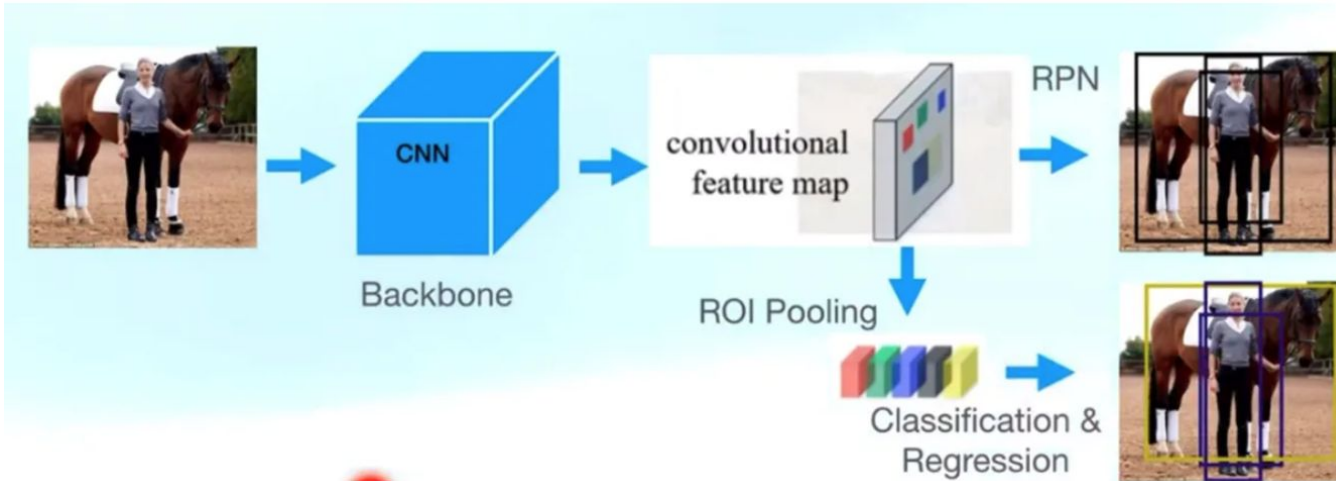 CNN
Backbone
convolutional
feature map
RPN
ROI Pooling
Classification &
Regression